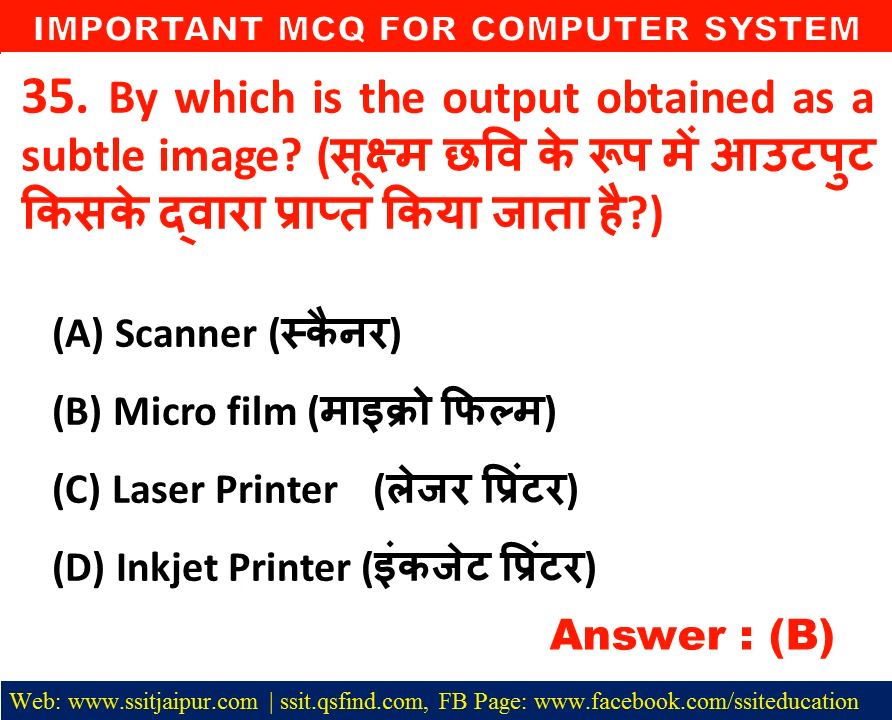 IMPORTANT MCQ FOR COMPUTER SYSTEM
35. By which is the output obtained as a
subtle image? (सूक्ष्म छवि के रूप में आउटपुट
किसके द्वारा प्राप्त किया जाता है?)
(A) Scanner (स्कैनर)
(B) Micro film (माइक्रो फिल्म)
(C) Laser Printer (लेजर प्रिंटर)
(D) Inkjet Printer (इंकजेट प्रिंटर)
Answer : (B)
Web: www.ssitjaipur.com | ssit.qsfind.com, FB Page: www.facebook.com/ssiteducation